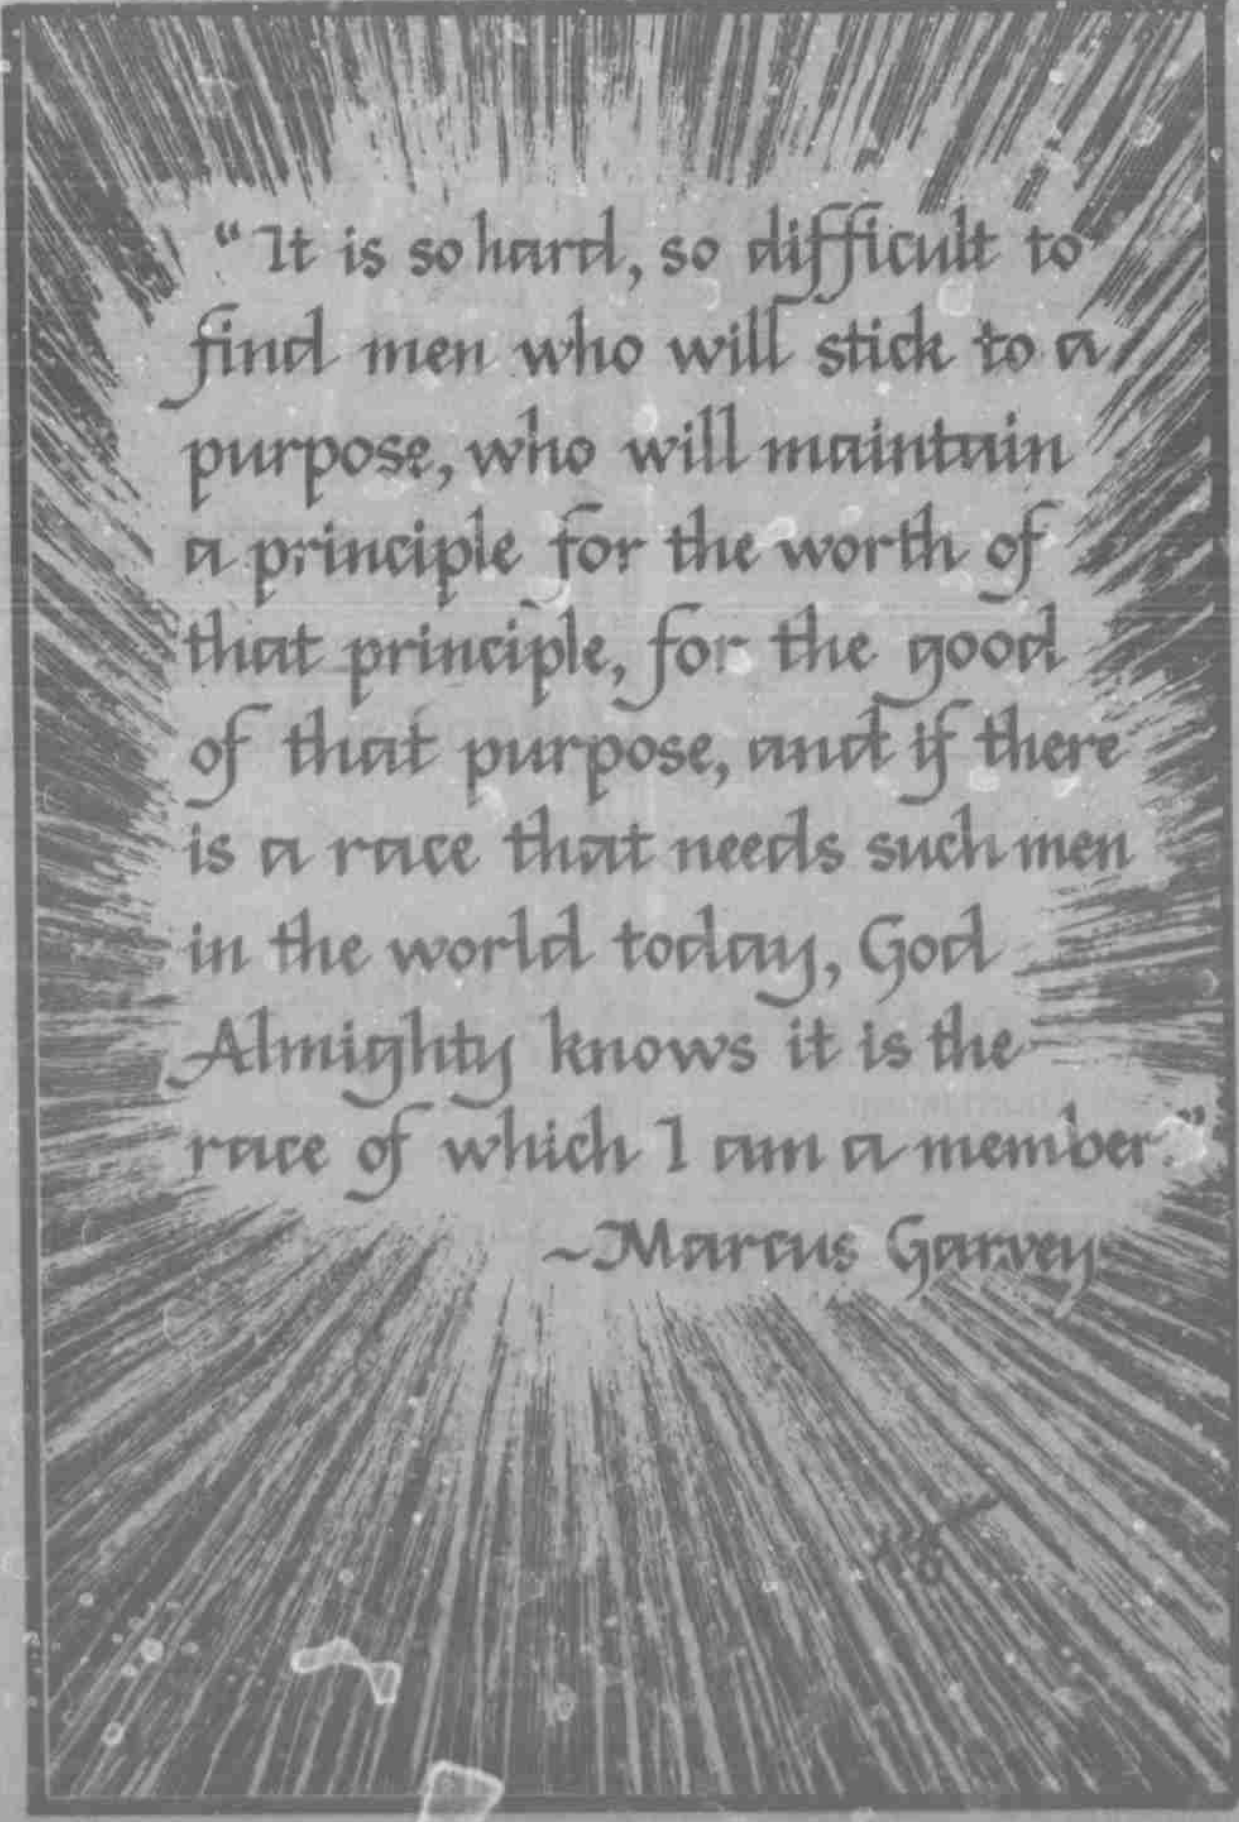 “It is so hard, so difficult to
find men who will stick to a
purpose, who will maintain
a principle for the worth of
that principle, for the good
of that purpose, and if there
is a race that needs such men
in the world today, God
Almighty knows it is the
race of which I am a member.”
~Marcus Garvey